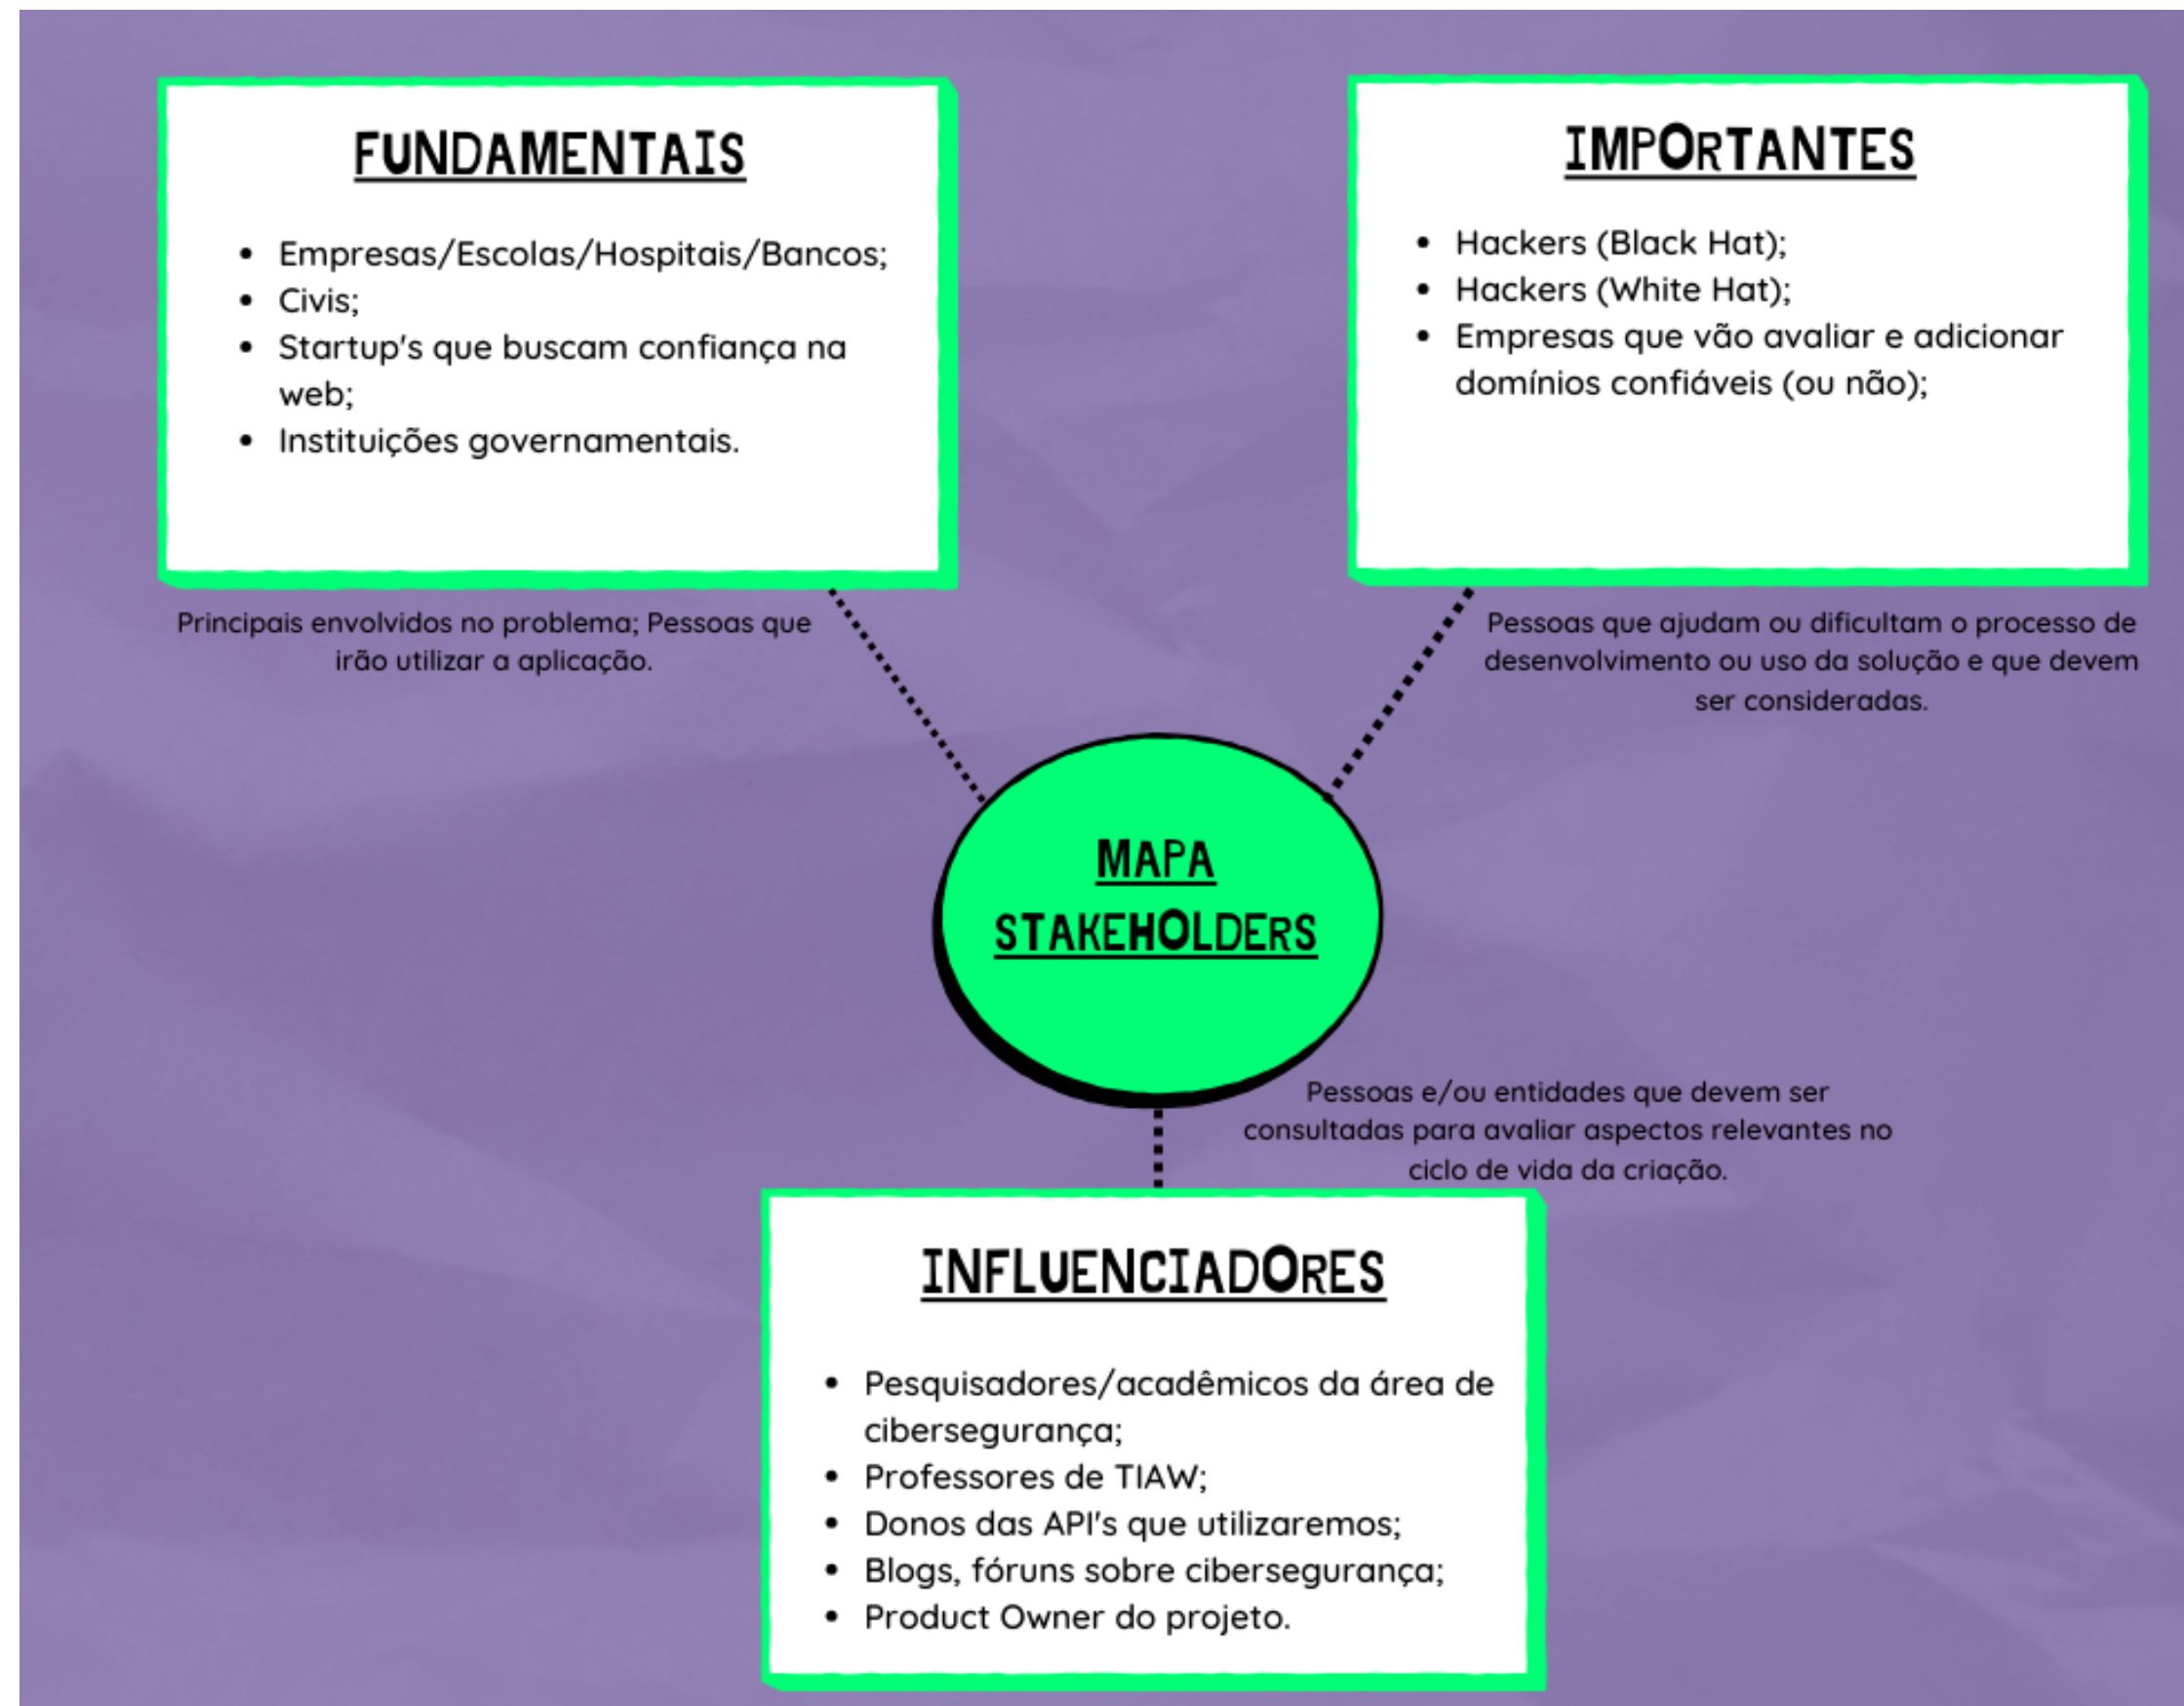 FUNDAMENTAIS
• Empresas/Escolas/Hospitais/Bancos;
• Civis;
• Startup's que buscam confiança na
web;
• Instituições governamentais.
Principais envolvidos no problema; Pessoas que
irão utilizar a aplicação.
IMPORTANTES
• Hackers (Black Hat);
• Hackers (White Hat);
• Empresas que vão avaliar e adicionar
domínios confiáveis (ou não);
Pessoas que ajudam ou dificultam o processo de
desenvolvimento ou uso da solução e que devem
ser consideradas.
MAPA
STAKEHOLDERS
Pessoas e/ou entidades que devem ser
consultadas para avaliar aspectos relevantes no
ciclo de vida da criação.
INFLUENCIADORES
• Pesquisadores/acadêmicos da área de
cibersegurança;
• Professores de TIAW;
• Donos das API's que utilizaremos;
• Blogs, fóruns sobre cibersegurança;
• Product Owner do projeto.